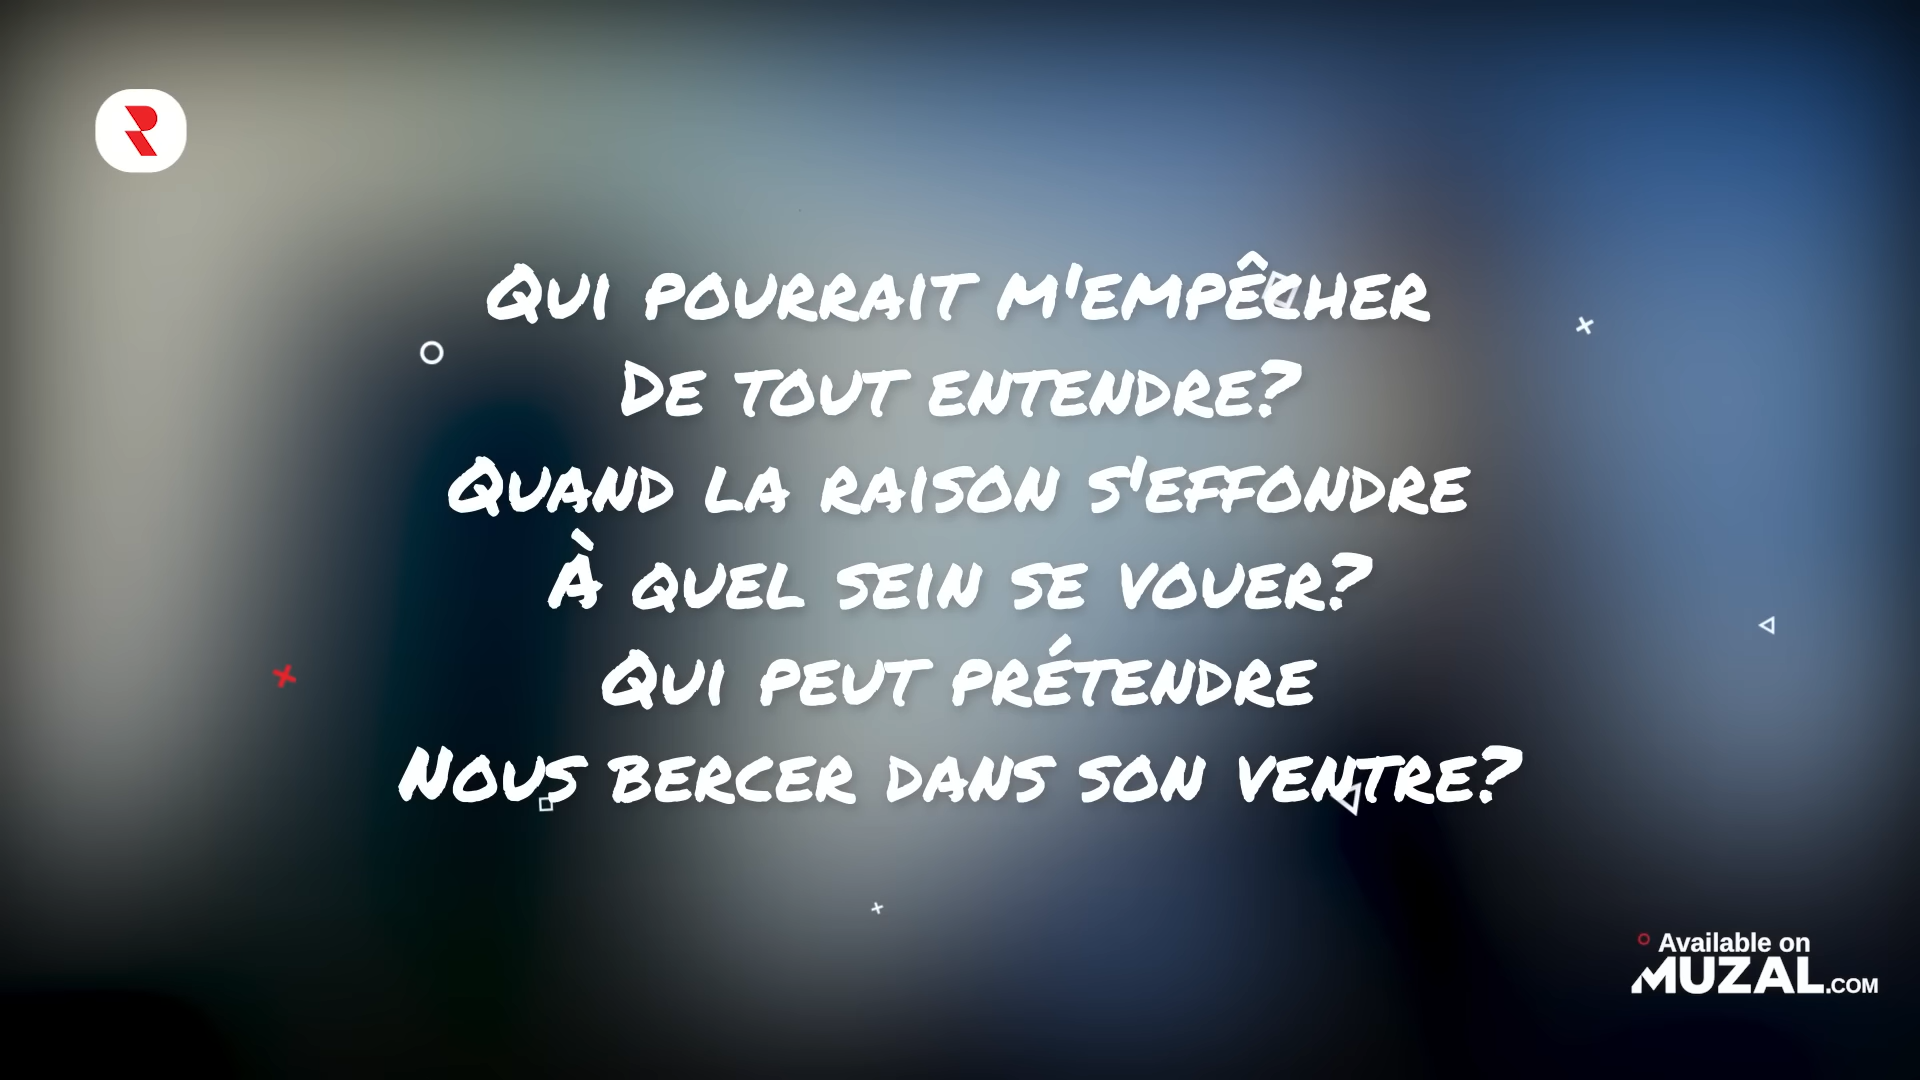 Qui pourrait m'empêcher
De tout entendre?
Quand la raison s'effondre
À quel sein se vouer?
Qui peut prétendre
Nous bercer dans son ventre?
Available on
MUZAL.COM